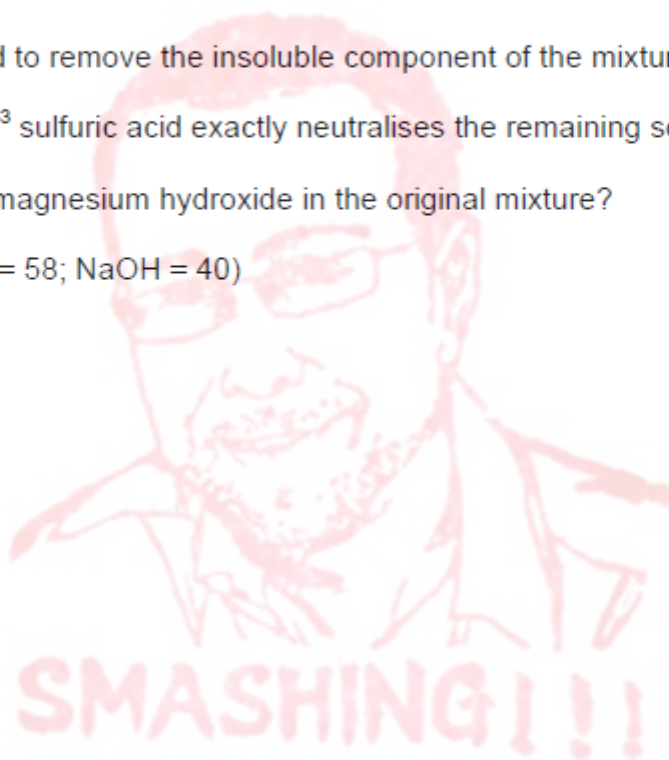 to remove the insoluble component of the mixtur
³ sulfuric acid exactly neutralises the remaining s
magnesium hydroxide in the original mixture?
= 58; NaOH = 40)
SMASHING!!!